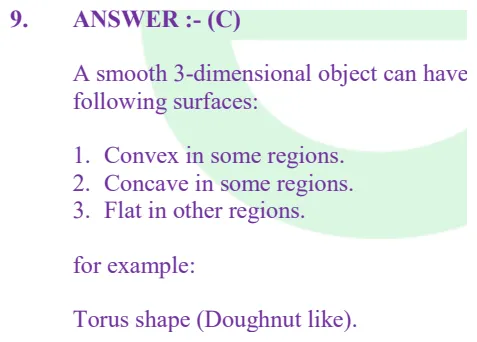 9. ANSWER :- (C)
A smooth 3-dimensional object can have
following surfaces:
1. Convex in some regions.
2. Concave in some regions.
3. Flat in other regions.
for example:
Torus shape (Doughnut like).